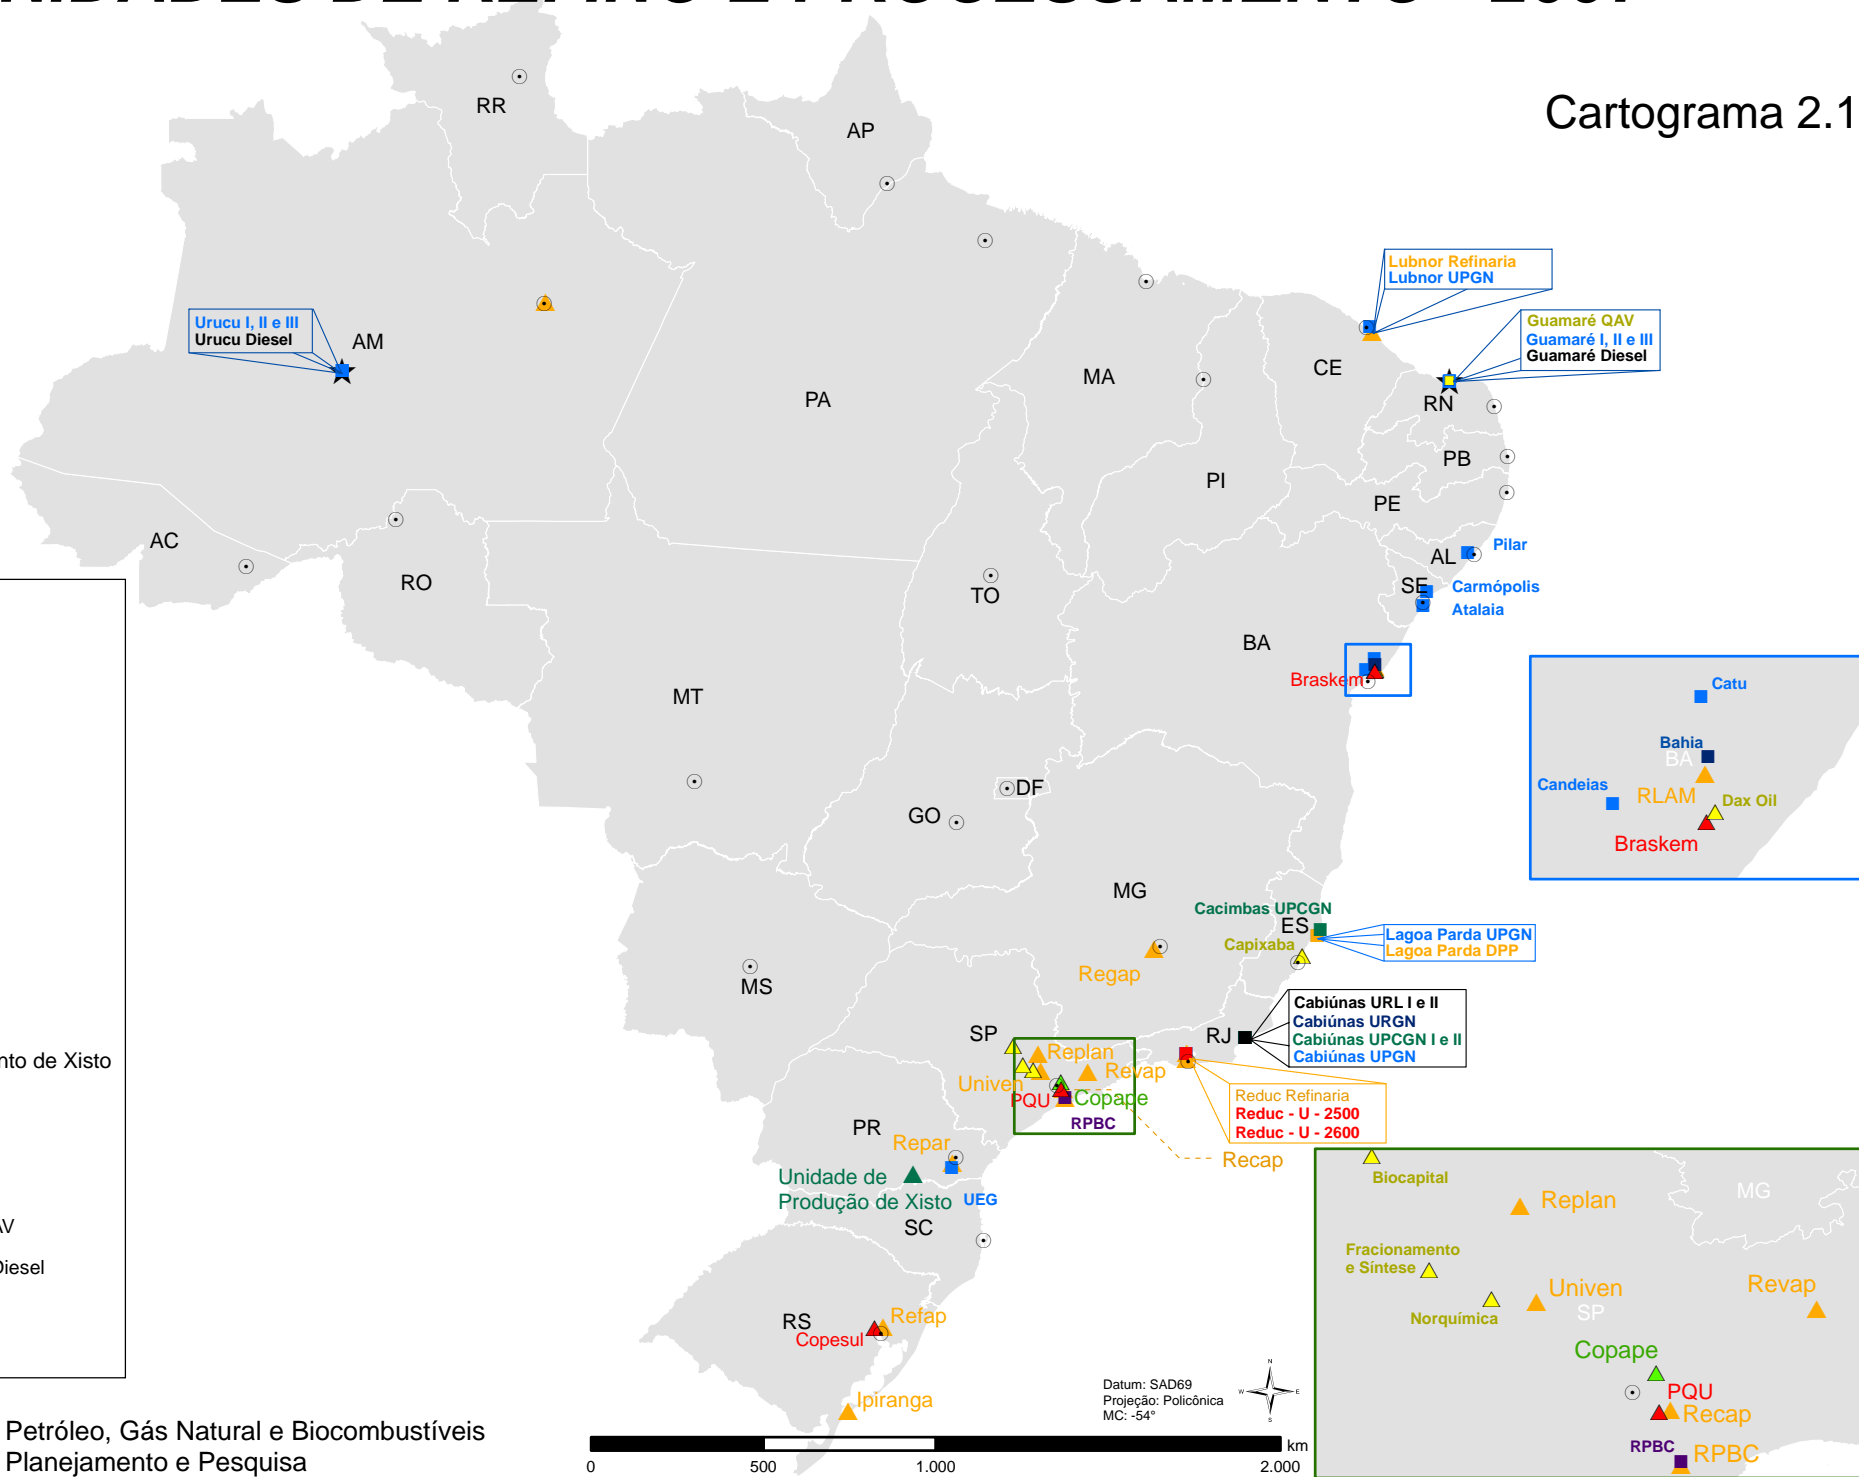 Cartograma 2.1
RR
AP
Lubnor Refinaria
Lubnor UPGN
Urucu I, II e III
Urucu Diesel
AM
Guamaré QAV
Guamaré I, II e III
Guamaré Diesel
CE
MA
PA
RN
PB
PI
PE
AC
AL
Pilar
RO
TO
SE
Carmópolis
Atalaia
BA
Braskem
MT
Catu
Bahia
BA
Candeias
RLAM
Dax Oil
Braskem
DF
GO
MG
Cacimbas UPCGN
ES
Capixaba
Lagoa Parda UPGN
Lagoa Parda DPP
Regap
MS
Cabiúnas URL I e II
Cabiúnas URGN
Cabiúnas UPCGN I e II
Cabiúnas UPGN
SP
RJ
Replan
Revap
Univen
PQU
Copape
RPBC
Reduc Refinaria
Reduc - U - 2500
Reduc - U - 2600
Recap
nto de Xisto
PR
Repar
Unidade de
Produção de Xisto
UEG
SC
Biocapital
Replan
MG
Fracionamento
e Síntese
Univen
Revap
SP
Norquímica
Copape
PQU
Recap
RPBC
RPBC
AV
Diesel
RS
Refap
Copesul
Ipiranga
Datum: SAD69
Projeção: Policônica
MC: -54°
N
W
E
S
km
0
500
1.000
2.000
Petróleo, Gás Natural e Biocombustíveis
Planejamento e Pesquisa